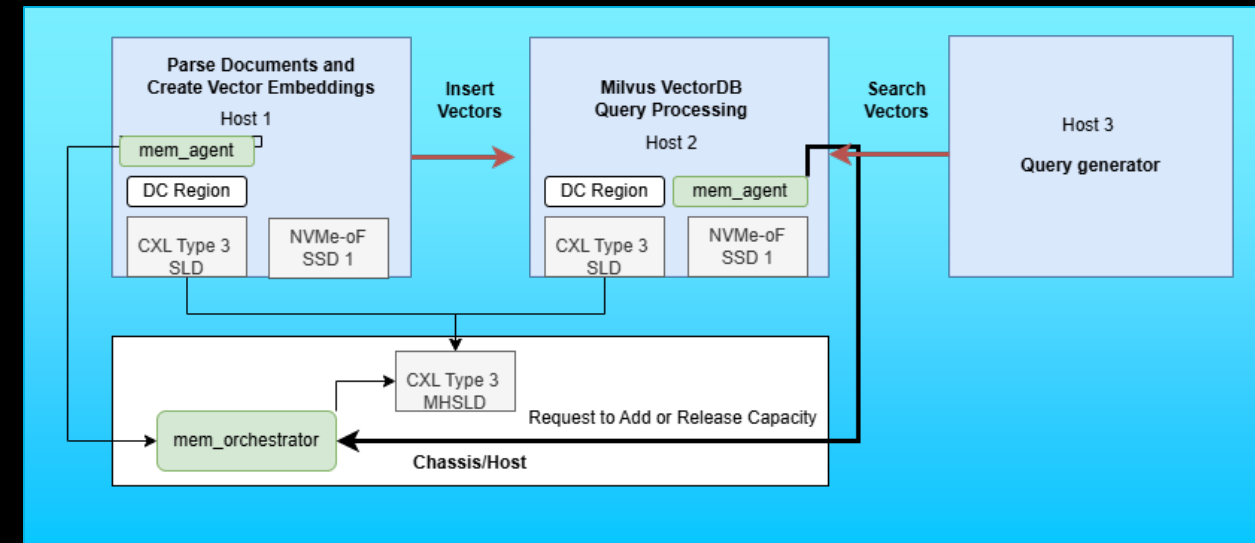 Parse Documents and
Create Vector Embeddings
Host 1
mem_agent
DC Region
CXL Type 3
SLD
NVMe-oF
SSD 1
Insert
Vectors
Milvus VectorDB
Query Processing
Host 2
DC Region
mem_agent
CXL Type 3
SLD
NVMe-oF
SSD 1
Search
Vectors
Host 3
Query generator
CXL Type 3
MHSLD
Request to Add or Release Capacity
mem_orchestrator
Chassis/Host